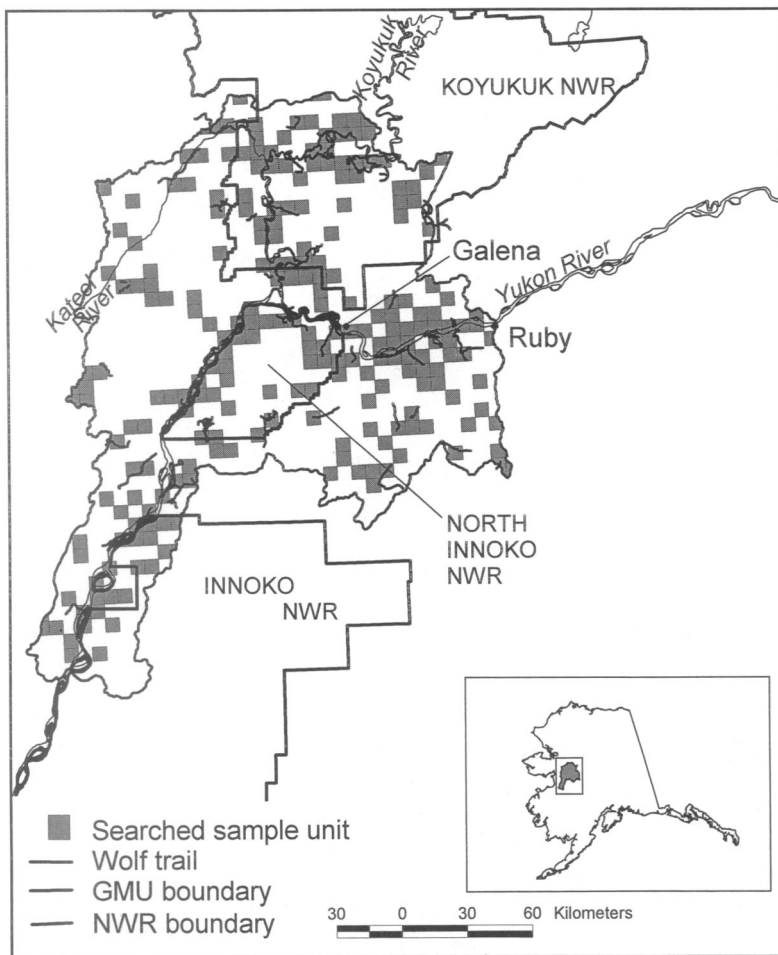 Koyukuk
River
KOYUKUK NWR
Kateel
River
Galena
Yukon River
Ruby
NORTH
INNOKO
NWR
INNOKO
NWR
Searched sample unit
Wolf trail
GMU boundary
NWR boundary
30 0 30 60 Kilometers